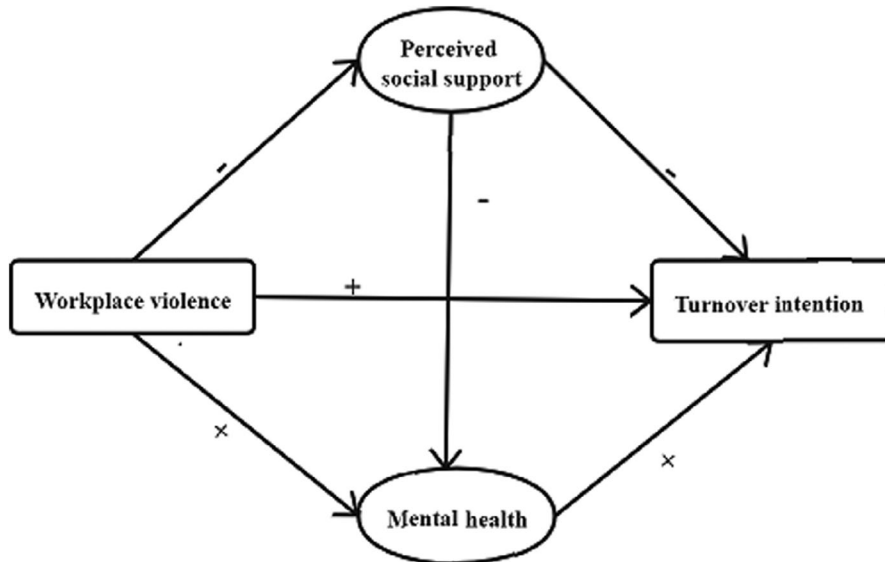 Perceived
social support
-
-
-
+
Workplace violence
Turnover intention
×
×
Mental health